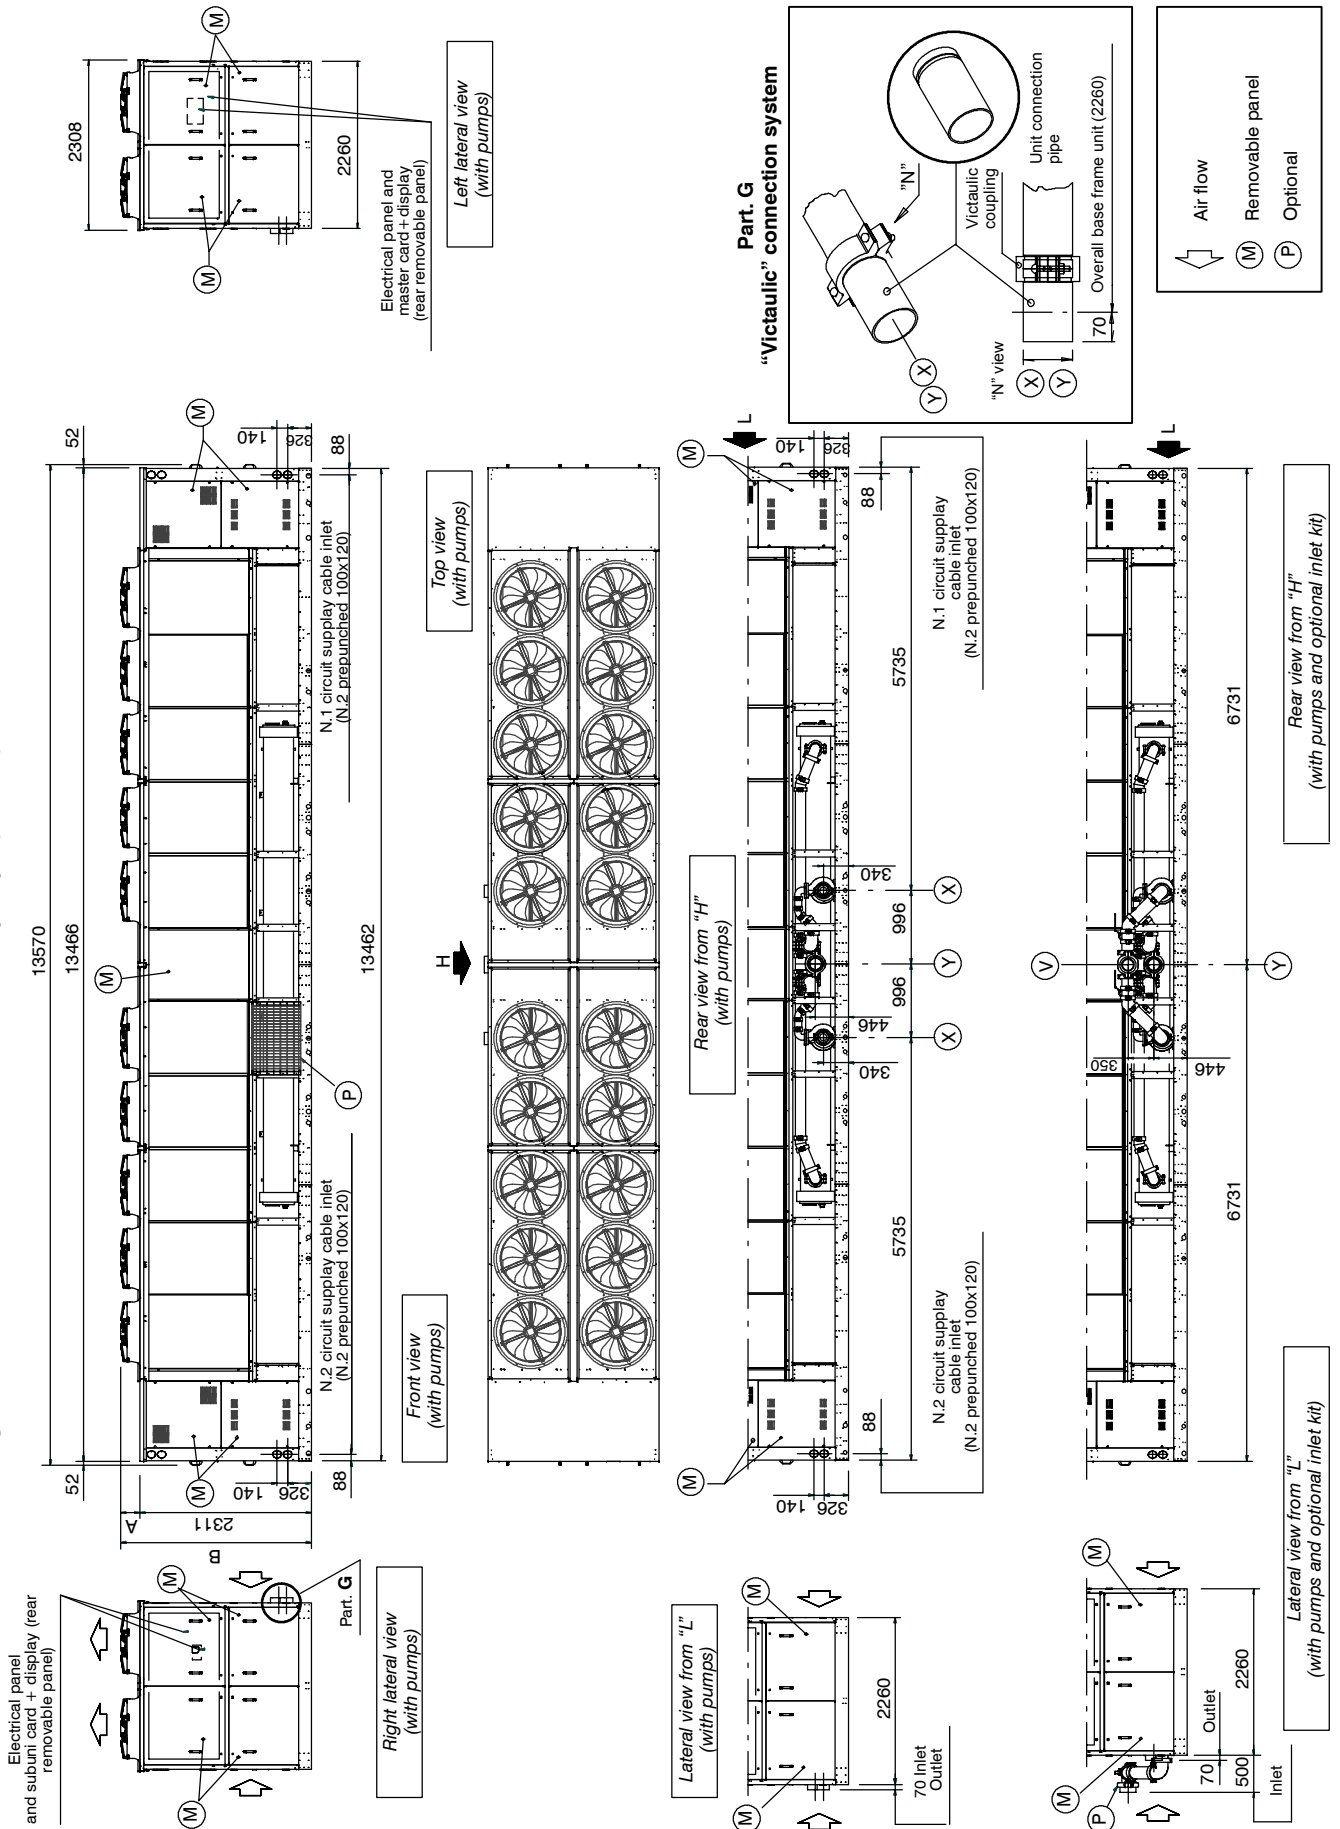 Electrical panel
and subuni card + display (rear
removable panel)
Part. G
Right lateral view
(with pumps)
M
M
M
13570
13466
52
52
A
2311
B
140
326
88
13462
140
326
88
M
M
M
P
N.2 circuit supplay cable inlet
(N.2 prepunched 100x120)
N.1 circuit supplay cable inlet
(N.2 prepunched 100x120)
Front view
(with pumps)
2308
2260
M
M
Electrical panel and
master card+display
(rear removable panel)
Left lateral view
(with pumps)
Top view
(with pumps)
H
Lateral view from "L"
(with pumps)
M
M
2260
70 Inlet
Outlet
Rear view from "H"
(with pumps)
M
M
L
140
326
88
140
326
88
5735
996
996
5735
340
446
340
X
Y
X
N.2 circuit supplay
cable inlet
(N.2 prepunched 100x120)
N.1 circuit supplay
cable inlet
(N.2 prepunched 100x120)
Part. G
"Victaulic" connection system
"N"
X
Y
Victaulic
coupling
Unit connection
pipe
"N" view
X
Y
70
Overall base frame unit (2260)
M
M
P
2260
70
Outlet
500
Inlet
Lateral view from "L"
(with pumps and optional inlet kit)
V
Y
350
446
6731
6731
L
Rear view from "H"
(with pumps and optional inlet kit)
Air flow
M Removable panel
P Optional